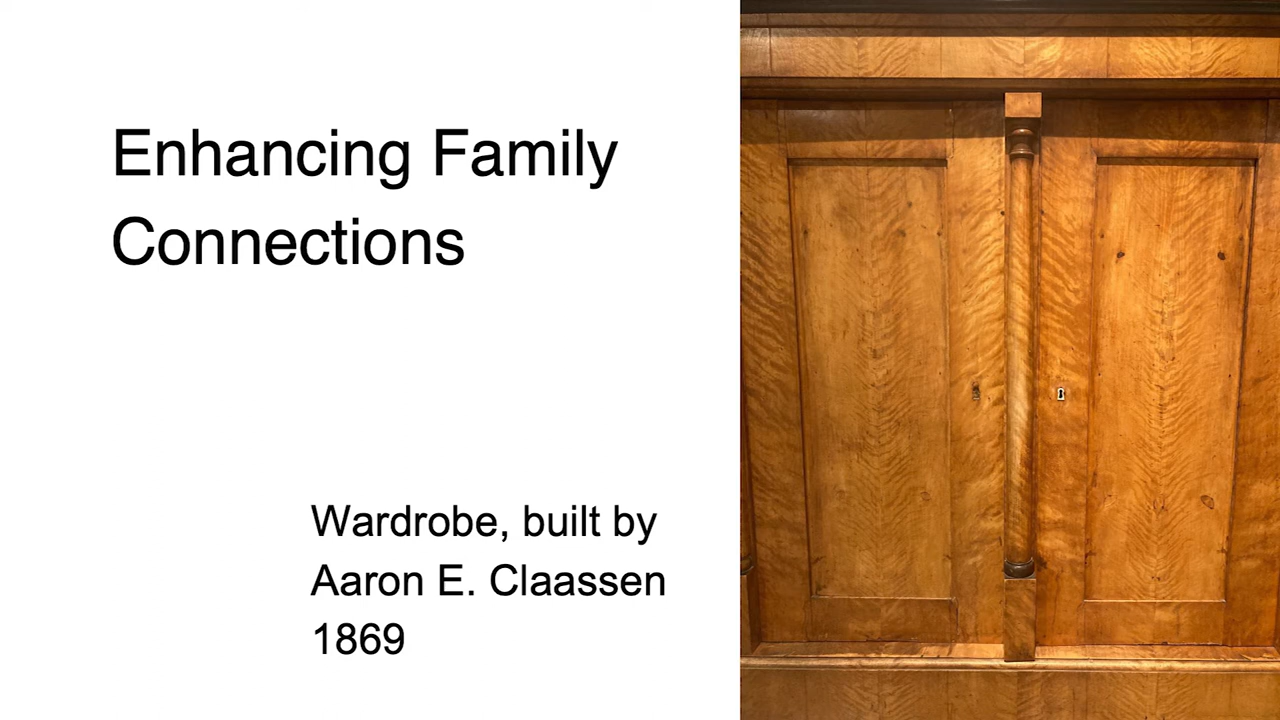 Enhancing Family
Connections
Wardrobe, built by
Aaron E. Claassen
1869